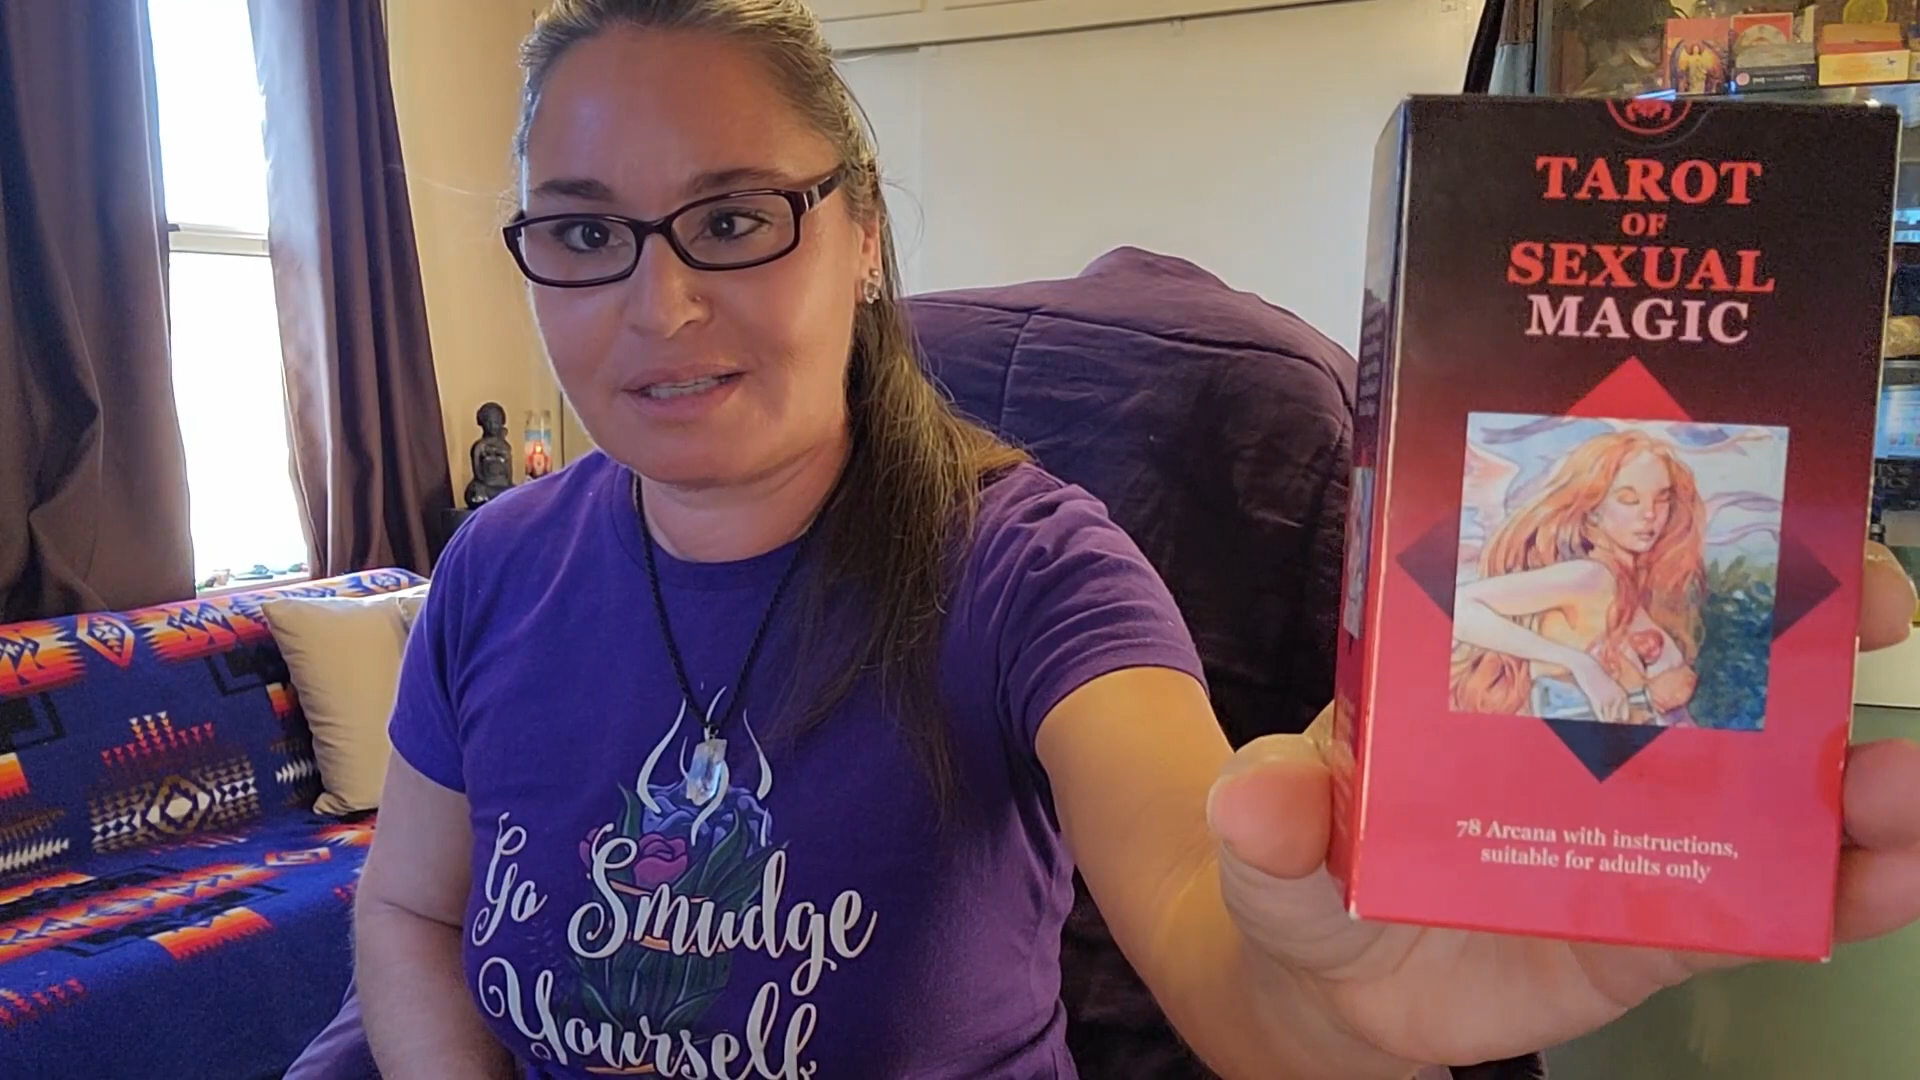 TAROT
OF
SEXUAL
MAGIC
78 Arcana with instructions,
suitable for adults only
Go Smudge
Yourself